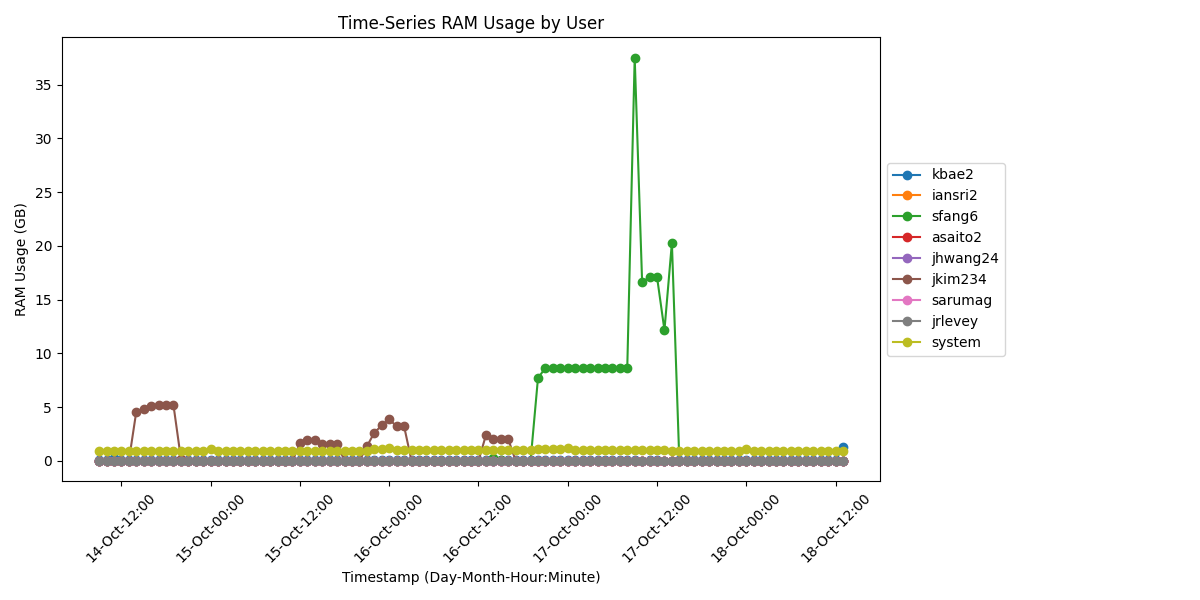 Time-Series RAM Usage by User
RAM Usage (GB)
35
30
25
20
15
10
5
0
14-Oct-12:00
15-Oct-00:00
15-Oct-12:00
16-Oct-00:00
16-Oct-12:00
17-Oct-00:00
17-Oct-12:00
18-Oct-00:00
18-Oct-12:00
Timestamp (Day-Month-Hour:Minute)
kbae2
iansri2
sfang6
asaito2
jhwang24
jkim234
sarumag
jrlevey
system